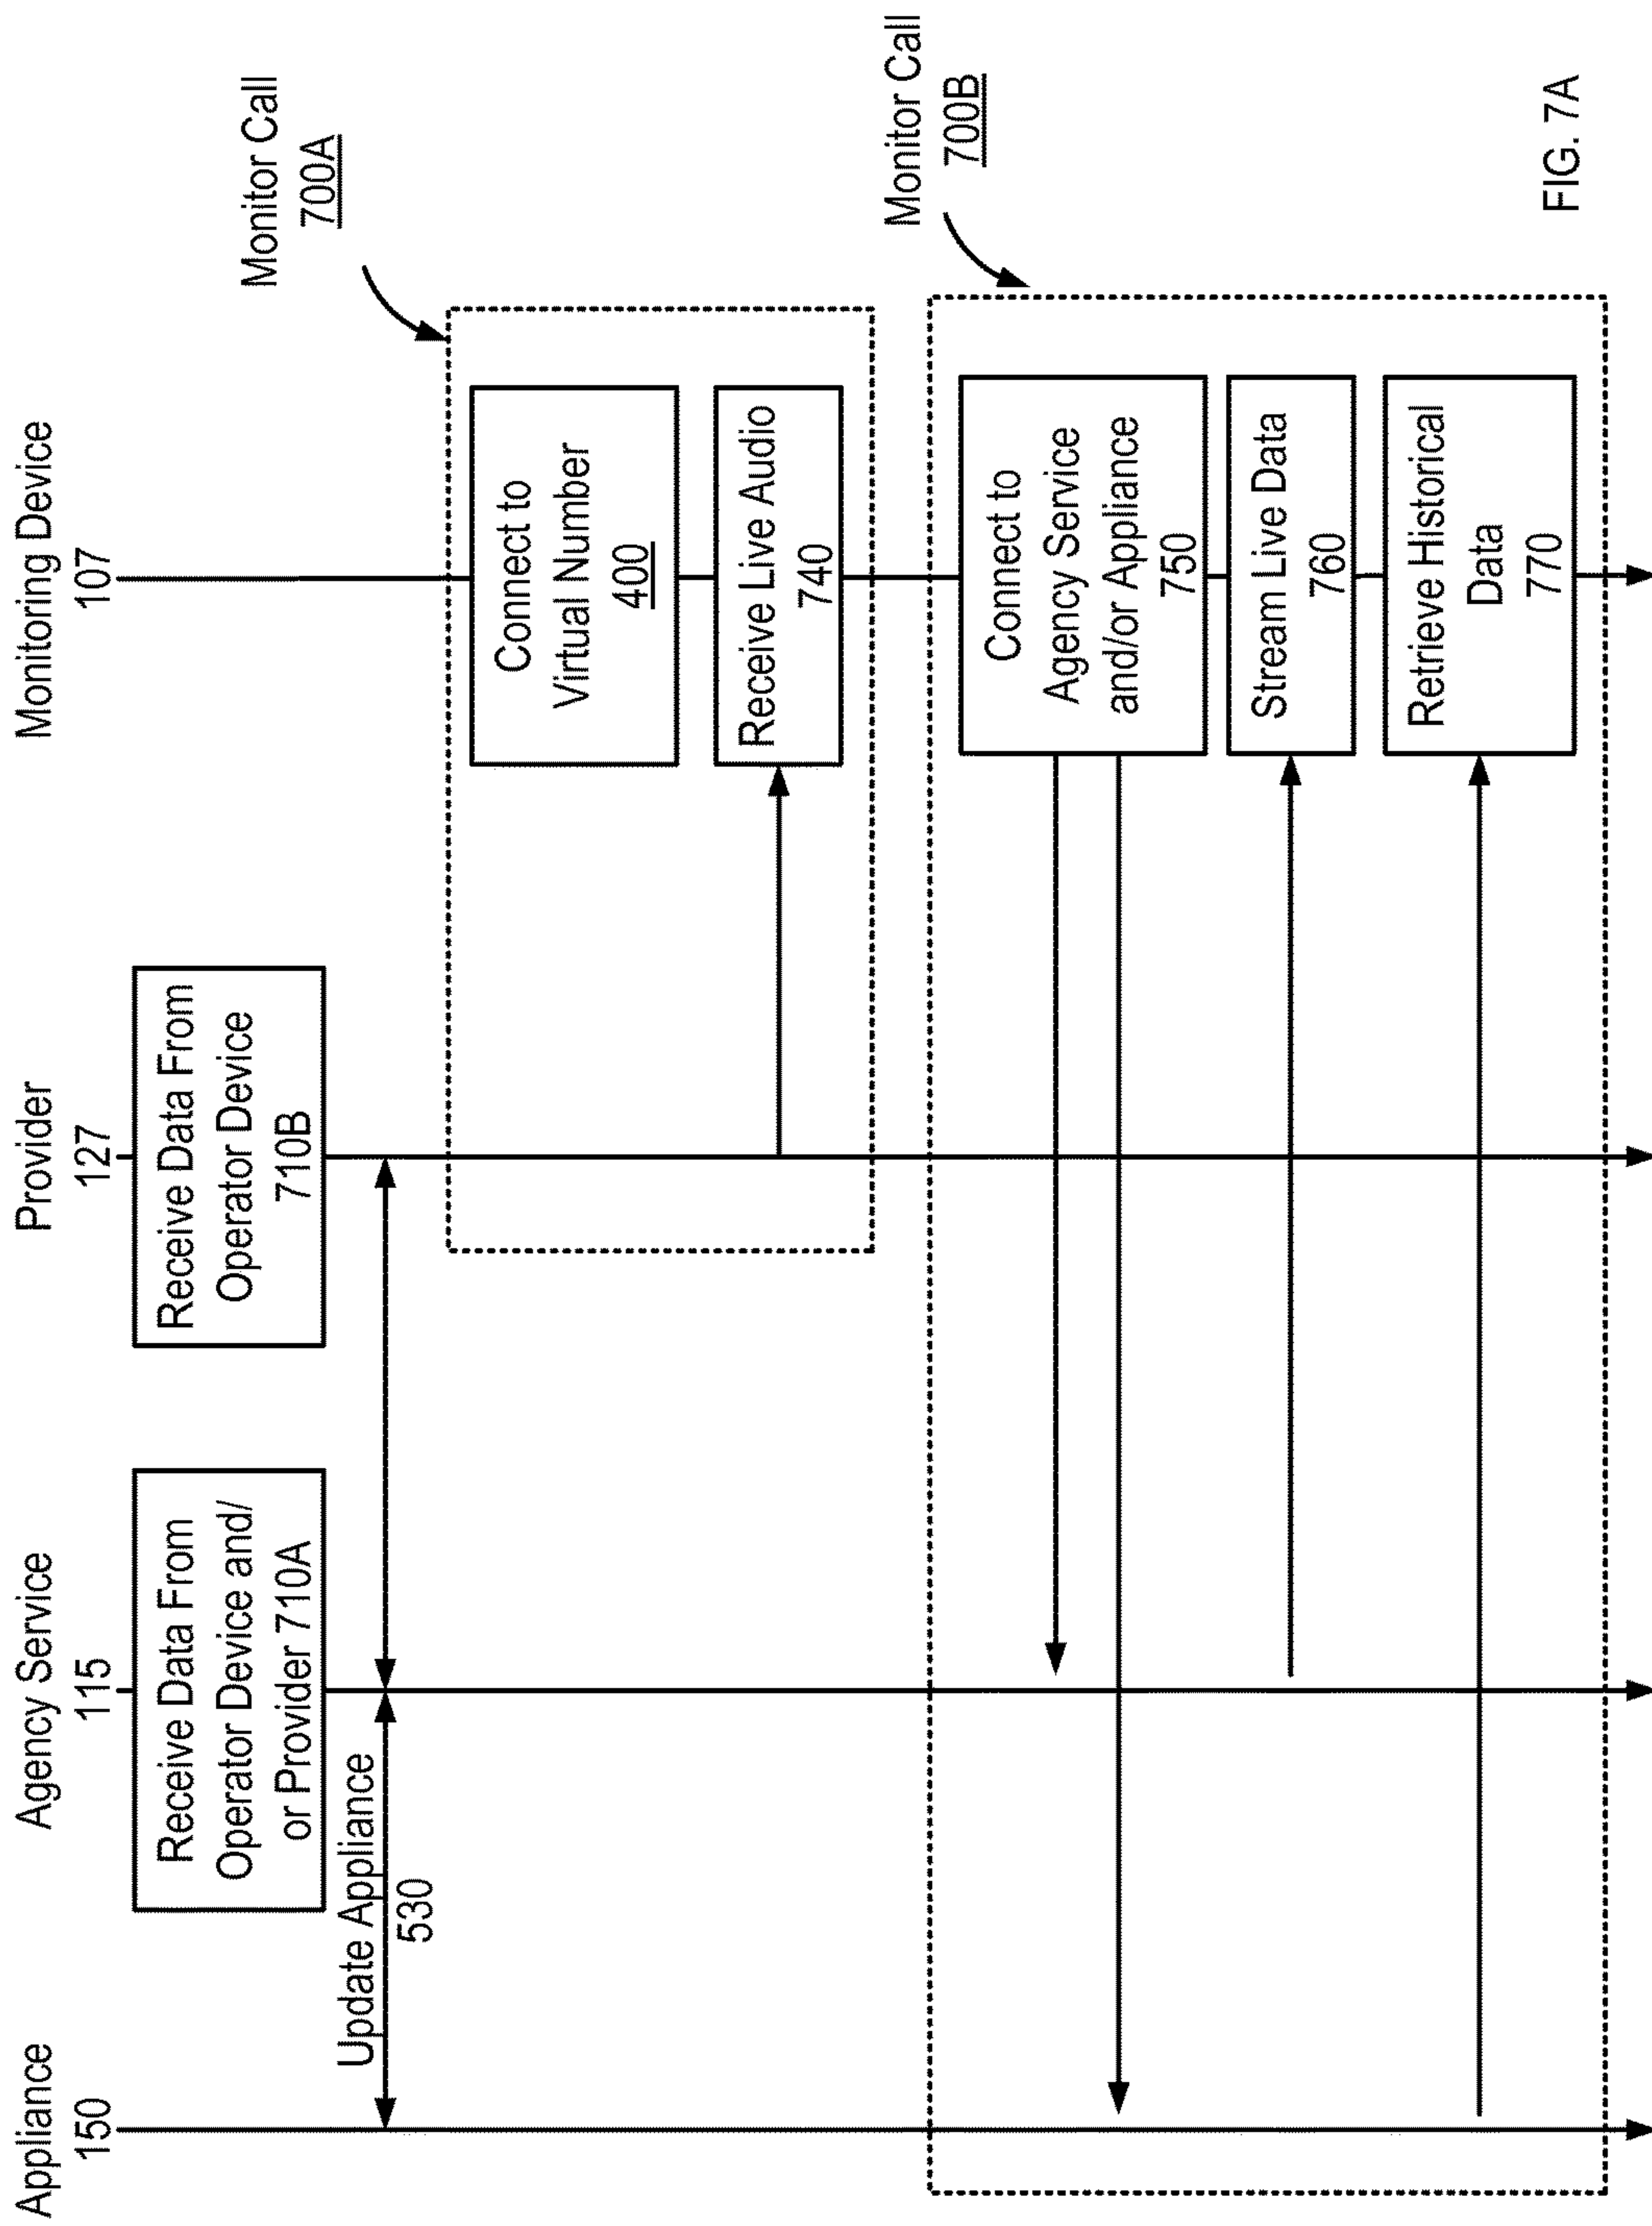 Appliance
150
Agency Service
115
Provider
127
Monitoring Device
107
Receive Data From
Operator Device and/
or Provider 710A
Receive Data From
Operator Device
710B
Update Appliance
530
Monitor Call
700A
Connect to
Virtual Number
400
Receive Live Audio
740
Monitor Call
700B
Connect to
Agency Service
and/or Appliance
750
Stream Live Data
760
Retrieve Historical
Data
770
FIG. 7A